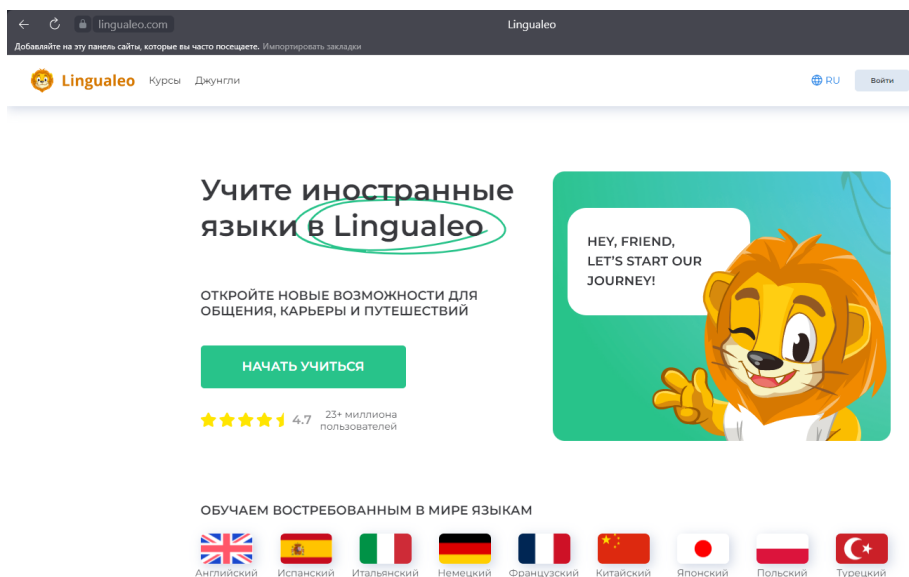 lingualeo.com
Lingualeo
Добавляйте на эту панель сайты, которые вы часто посещаете. Импортировать закладки
Lingualeo Курсы Джунгли RU Войти
Учите иностранные
языки в Lingualeo
HEY, FRIEND,
LET'S START OUR
JOURNEY!
ОТКРОЙТЕ НОВЫЕ ВОЗМОЖНОСТИ ДЛЯ
ОБЩЕНИЯ, КАРЬЕРЫ И ПУТЕШЕСТВИЙ
НАЧАТЬ УЧИТЬСЯ
4.7 23+ миллиона
пользователей
ОБУЧАЕМ ВОСТРЕБОВАННЫМ В МИРЕ ЯЗЫКАМ
Английский Испанский Итальянский Немецкий Французский Китайский Японский Польский Турецкий